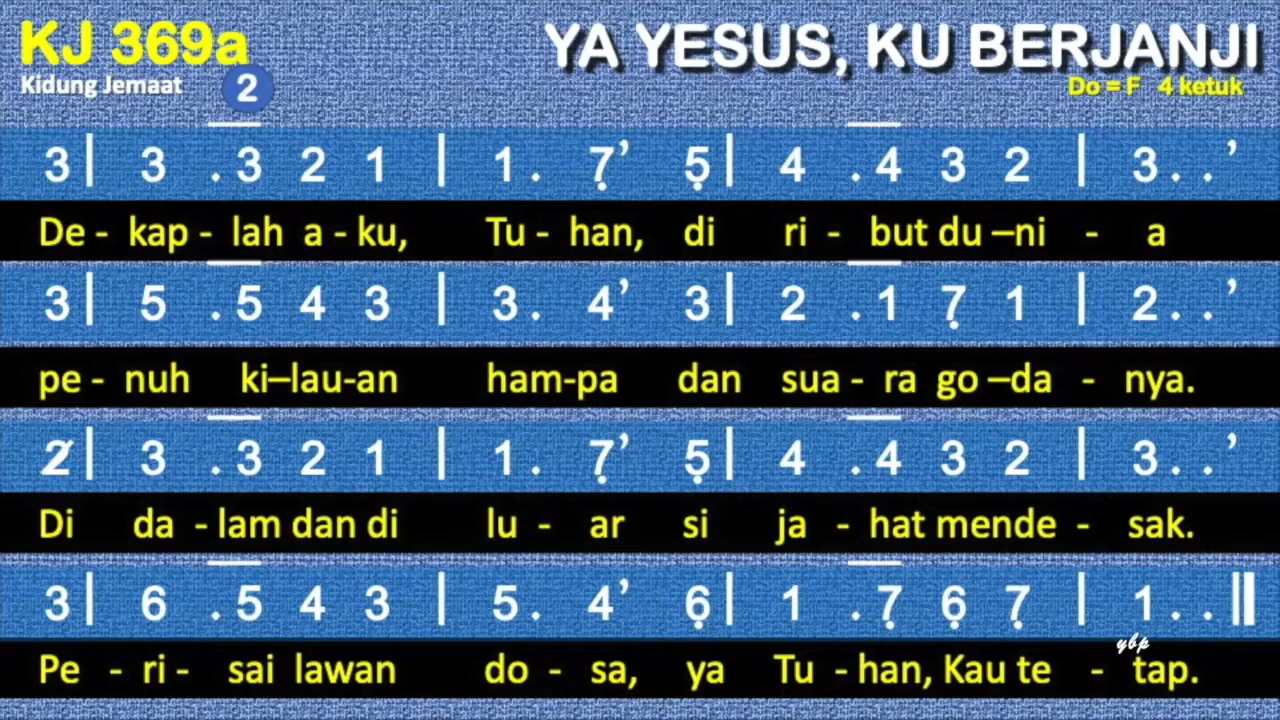 KJ 369a
YA YESUS, KU BERJANJI
Kidung Jemaat
2
Do = F 4 ketuk
3| 3 .3 2 1 | 1. 7̣’ 5̣| 4 .4 3 2 | 3. .’
De - kap - lah a - ku, Tu - han, di ri - but du –ni - a
3| 5 .5 4 3 | 3. 4’ 3| 2 .1 7̣ 1 | 2. .’
pe - nuh ki–lau-an ham-pa dan sua - ra go –da - nya.
2̸| 3 .3 2 1 | 1. 7̣’ 5̣| 4 .4 3 2 | 3. .’
Di da - lam dan di lu - ar si ja - hat mende - sak.
3| 6 .5 4 3 | 5. 4’ 6̣| 1 .7̣ 6̣ 7̣ | 1. .||
ybp
Pe - ri - sai lawan do - sa, ya Tu - han, Kau te - tap.